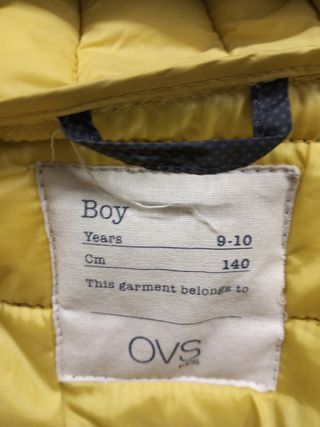 Boy
Years 9-10
Cm 140
This garment belongs to
OVS